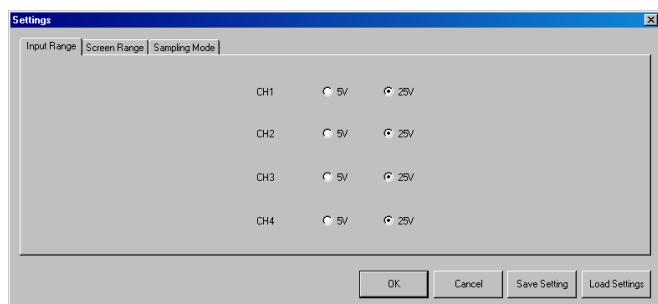 Settings
Input Range Screen Range Sampling Mode
CH1 5V 25V
CH2 5V 25V
CH3 5V 25V
CH4 5V 25V
OK Cancel Save Setting Load Settings